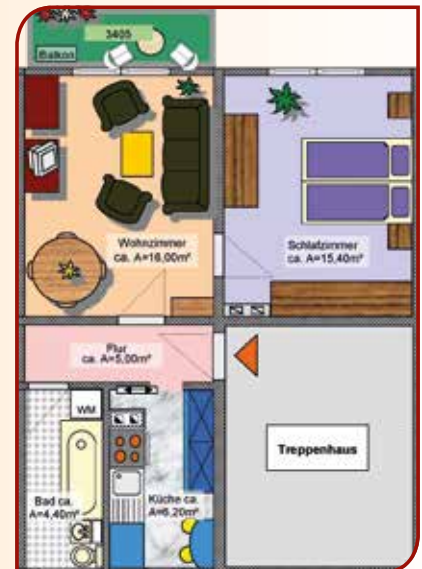 3405
Balkon
Wohnzimmer
ca. A=16,00m²
Schlafzimmer
ca. A=15,40m²
Flur
ca. A=5,00m²
WM
Bad ca.
A=4,40m²
Küche ca.
A=6,20m²
Treppenhaus